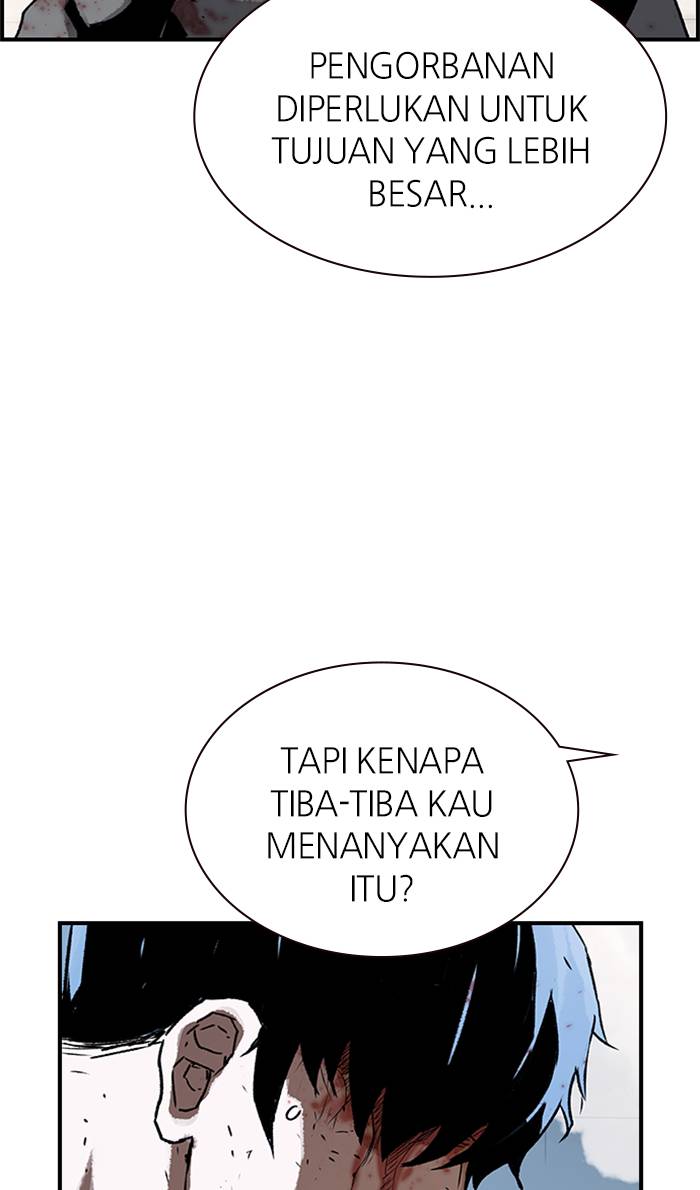 PENGORBANAN
DIPERLUKAN UNTUK
TUJUAN YANG LEBIH
BESAR...
TAPI KENAPA
TIBA-TIBA KAU
MENANYAKAN
ITU?